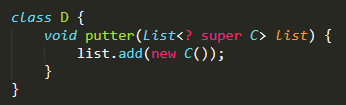 class D {
    void putter(List<? super C> list) {
        list.add(new C());
    }
}